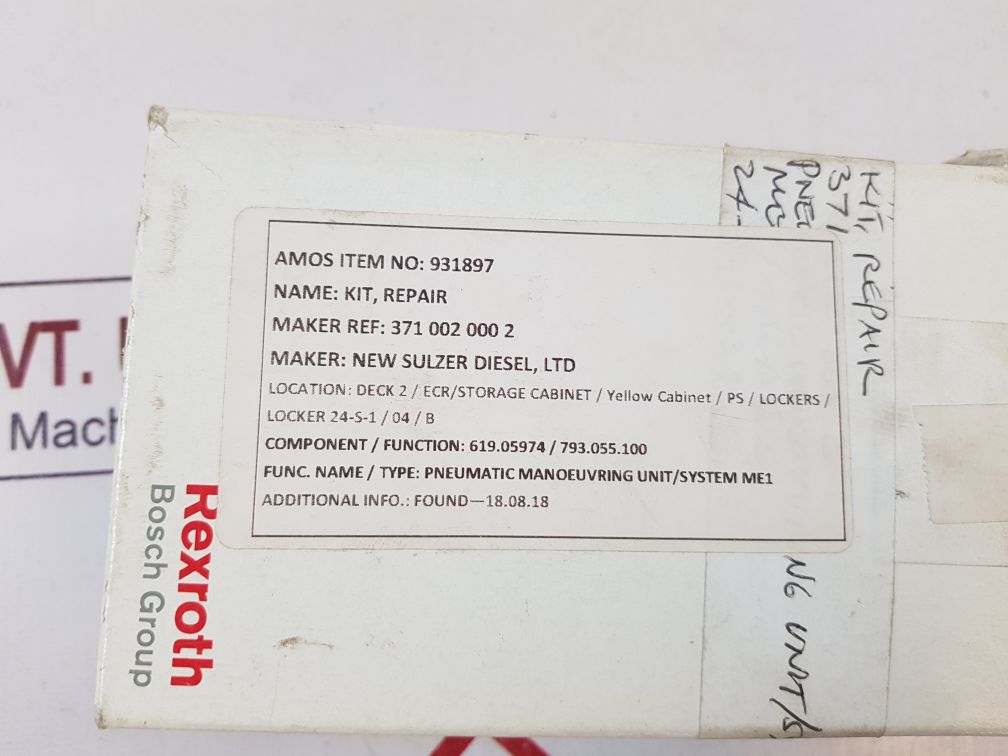 AMOS ITEM NO: 931897
NAME: KIT, REPAIR
MAKER REF: 371 002 000 2
MAKER: NEW SULZER DIESEL, LTD
LOCATION: DECK 2 / ECR/STORAGE CABINET / Yellow Cabinet / PS / LOCKERS /
LOCKER 24-S-1 / 04 / B
COMPONENT / FUNCTION: 619.05974 / 793.055.100
FUNC. NAME / TYPE: PNEUMATIC MANOEUVRING UNIT/SYSTEM ME1
ADDITIONAL INFO.: FOUND—18.08.18
Rexroth
Bosch Group
KIT, REPAIR
371
24-
VT.
Mach